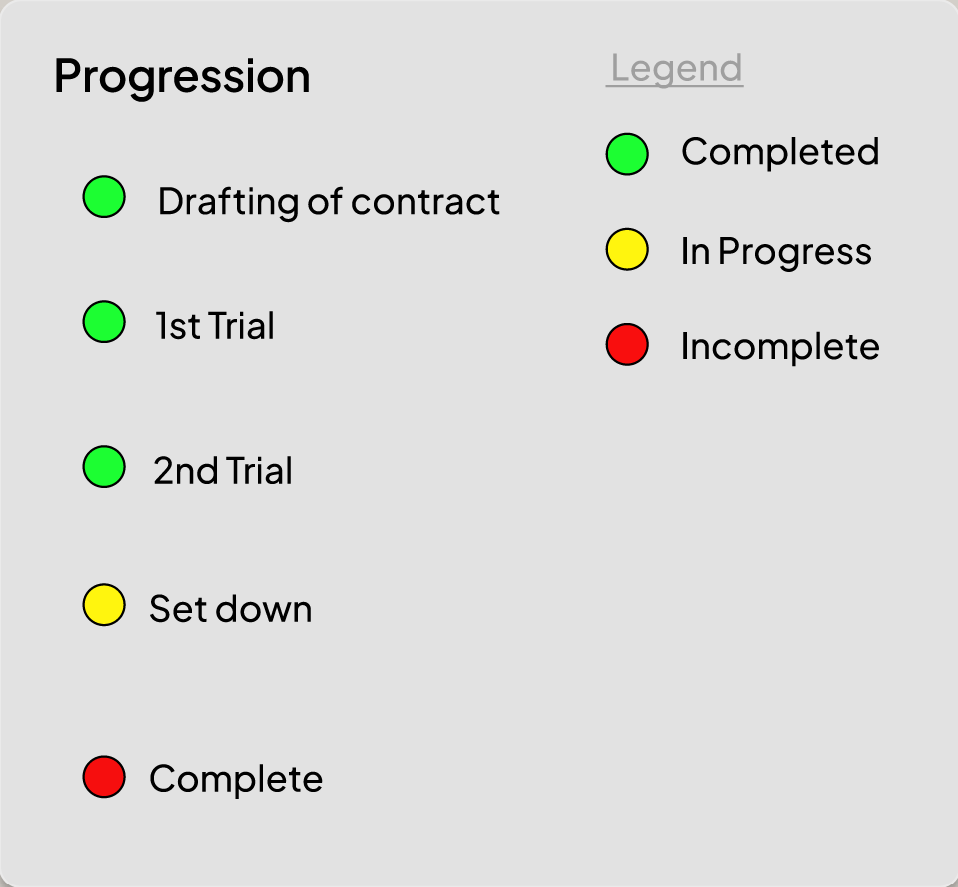 Progression
Drafting of contract
1st Trial
2nd Trial
Set down
Complete
Legend
Completed
In Progress
Incomplete